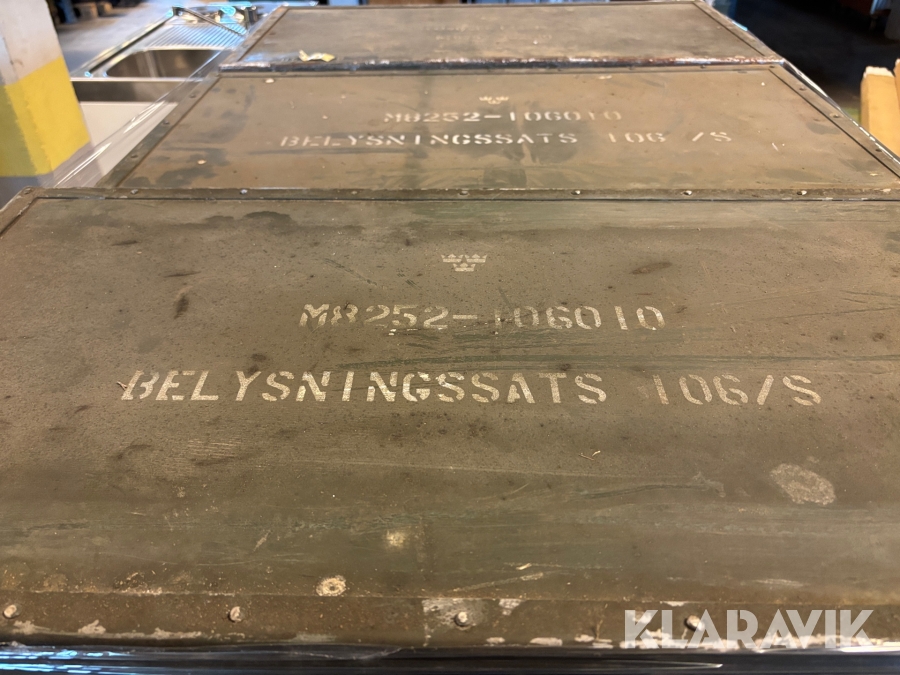 M8252-106010
BELYSNINGSSATS 106 /S
M8252-106010
BELYSNINGSSATS 106/S
KLARAVIK